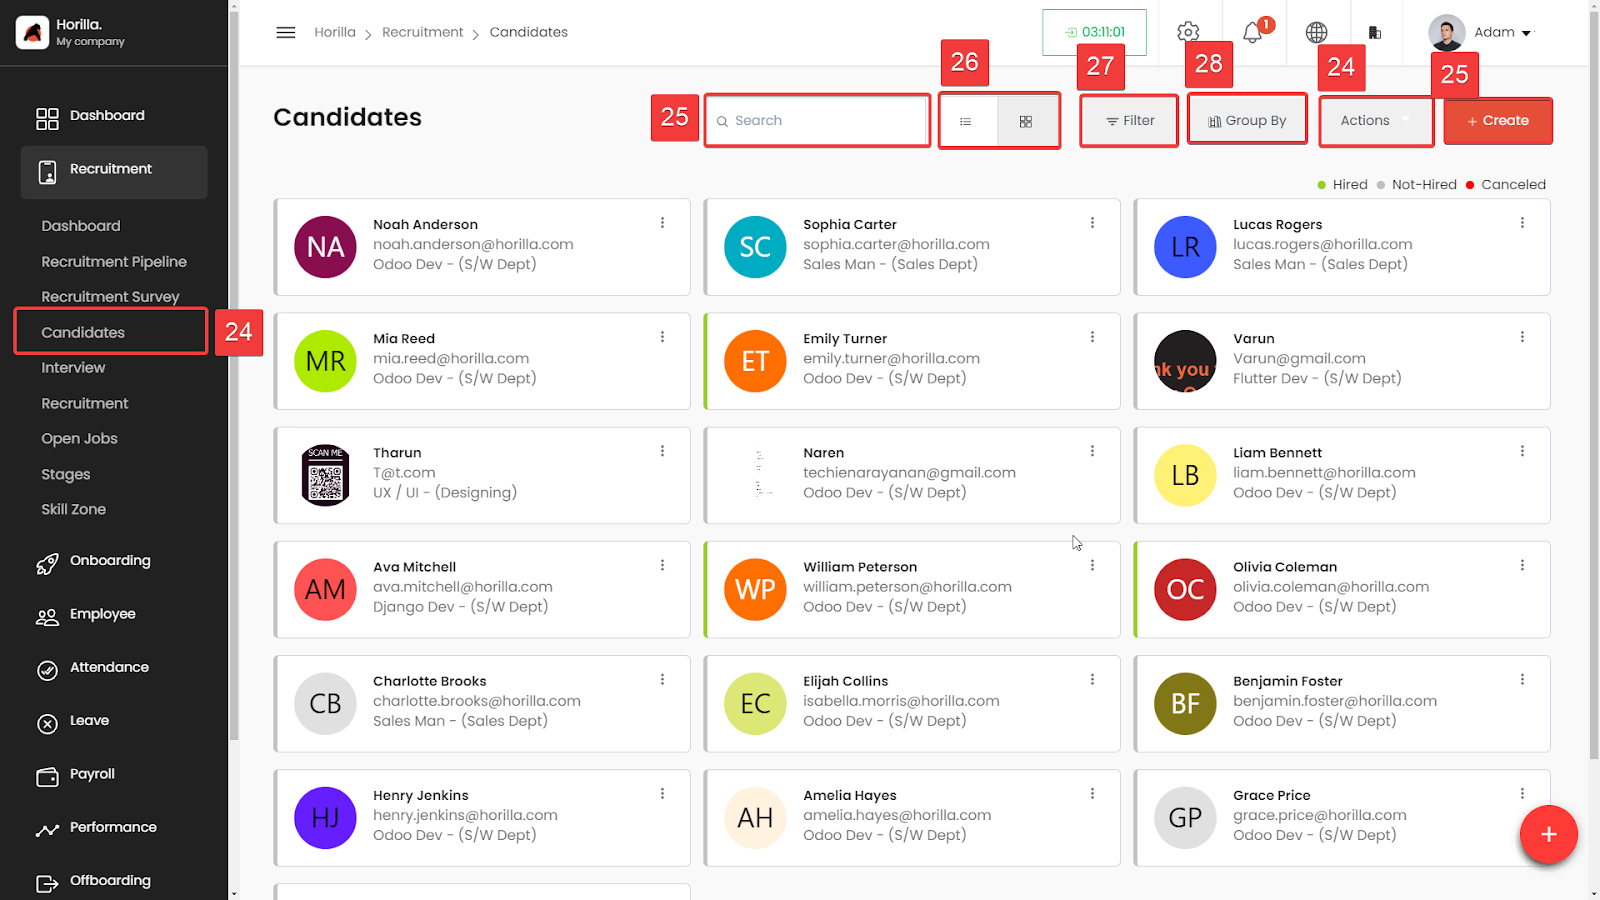 Horilla.
My company
Dashboard
Recruitment
Dashboard
Recruitment Pipeline
Recruitment Survey
Candidates
24
Interview
Recruitment
Open Jobs
Stages
Skill Zone
Onboarding
Employee
Attendance
Leave
Payroll
Performance
Offboarding
Horilla > Recruitment > Candidates
03:11:01
1
Adam
26
27
28
24
25
Candidates
25
Search
Filter
Group By
Actions
+ Create
Hired
Not-Hired
Canceled
NA
Noah Anderson
noah.anderson@horilla.com
Odoo Dev - (S/W Dept)
SC
Sophia Carter
sophia.carter@horilla.com
Sales Man - (Sales Dept)
LR
Lucas Rogers
lucas.rogers@horilla.com
Sales Man - (Sales Dept)
MR
Mia Reed
mia.reed@horilla.com
Odoo Dev - (S/W Dept)
ET
Emily Turner
emily.turner@horilla.com
Odoo Dev - (S/W Dept)
nk you
Varun
Varun@gmail.com
Flutter Dev - (S/W Dept)
SCAN ME
Tharun
T@t.com
UX / UI - (Designing)
Naren
techienarayanan@gmail.com
Odoo Dev - (S/W Dept)
LB
Liam Bennett
liam.bennett@horilla.com
Odoo Dev - (S/W Dept)
AM
Ava Mitchell
ava.mitchell@horilla.com
Django Dev - (S/W Dept)
WP
William Peterson
william.peterson@horilla.com
Odoo Dev - (S/W Dept)
OC
Olivia Coleman
olivia.coleman@horilla.com
Odoo Dev - (S/W Dept)
CB
Charlotte Brooks
charlotte.brooks@horilla.com
Sales Man - (Sales Dept)
EC
Elijah Collins
isabella.morris@horilla.com
Odoo Dev - (S/W Dept)
BF
Benjamin Foster
benjamin.foster@horilla.com
Odoo Dev - (S/W Dept)
HJ
Henry Jenkins
henry.jenkins@horilla.com
Odoo Dev - (S/W Dept)
AH
Amelia Hayes
amelia.hayes@horilla.com
Odoo Dev - (S/W Dept)
GP
Grace Price
grace.price@horilla.com
Odoo Dev - (S/W Dept)
+